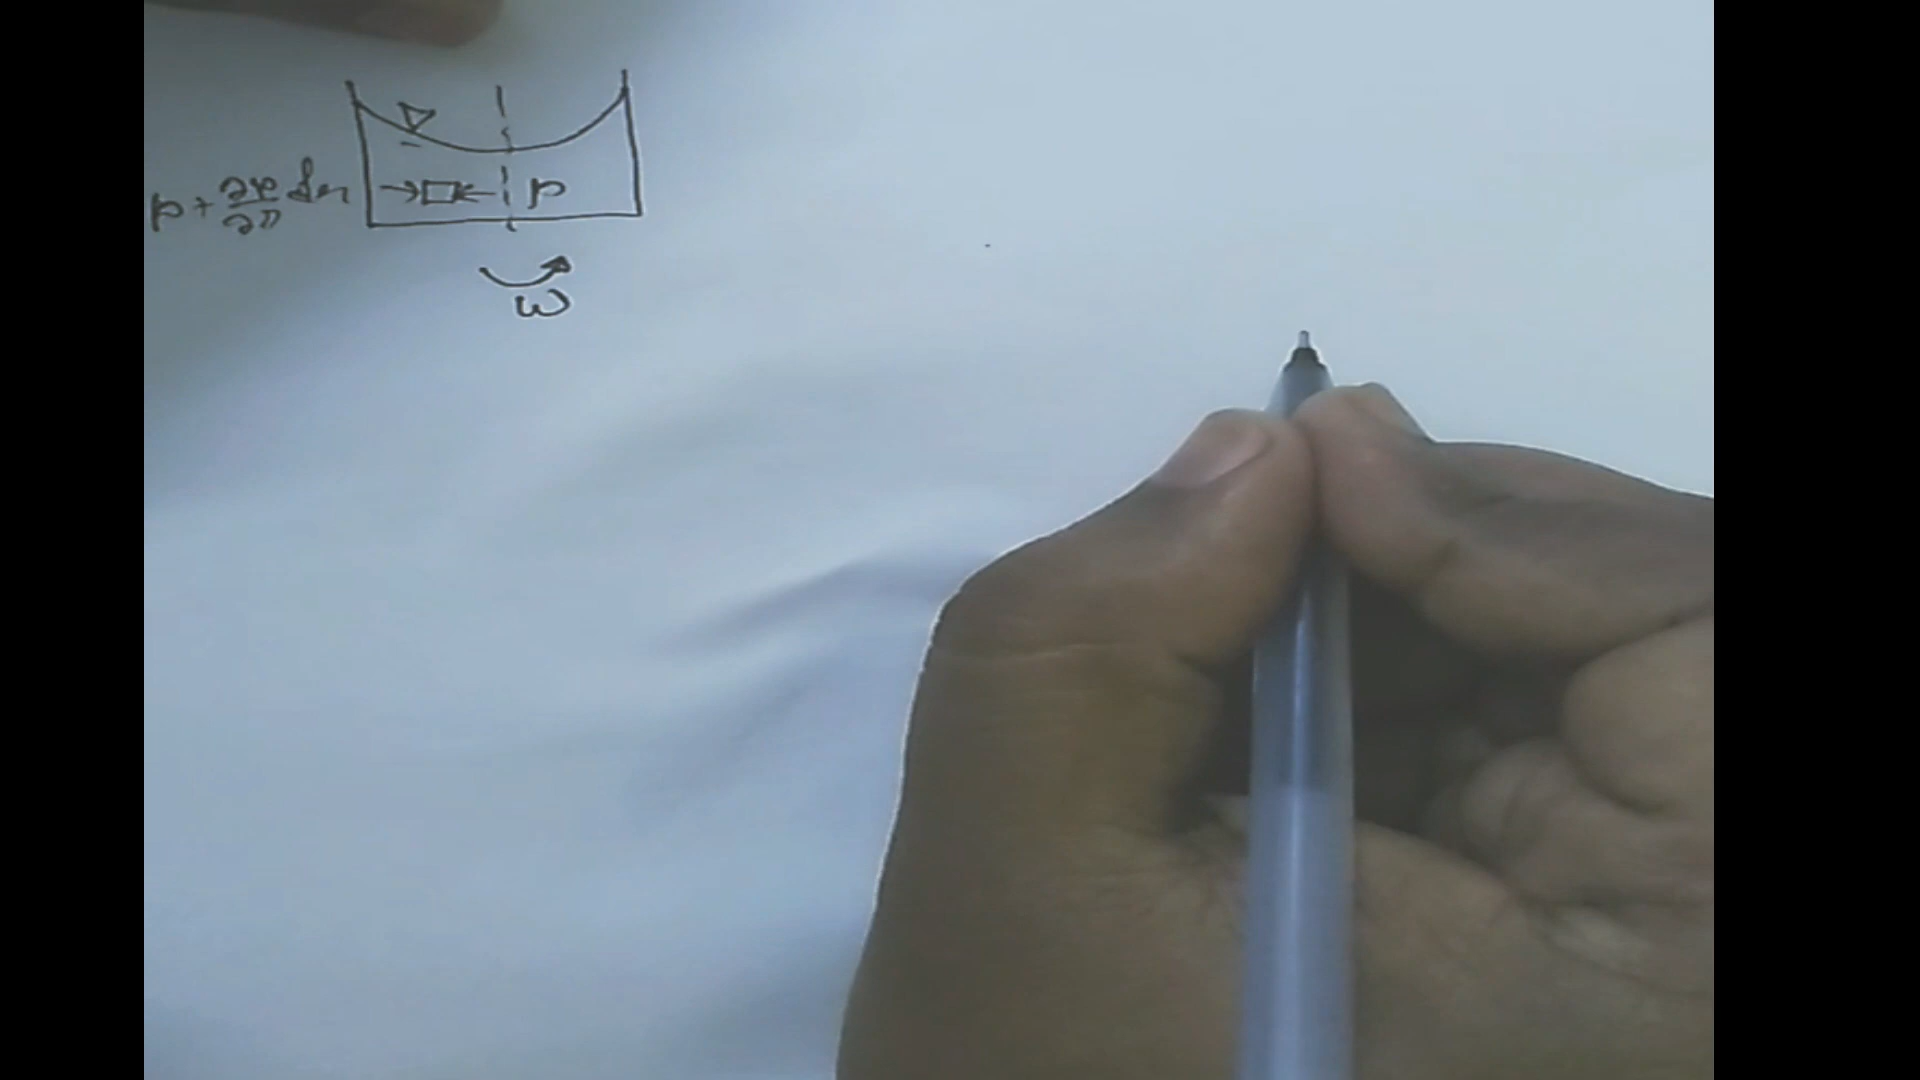 p + ∂p/∂r dr
p
ω